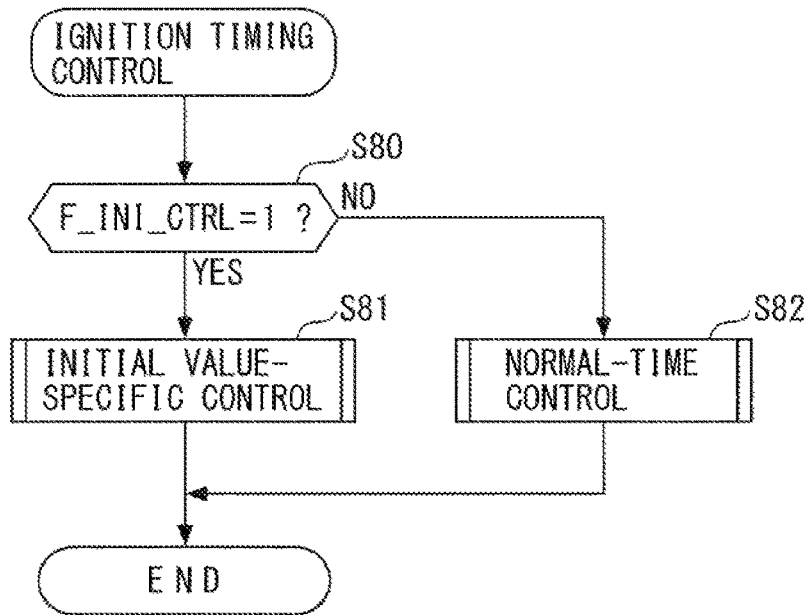 IGNITION TIMING
CONTROL
S80
F_INI_CTRL=1 ?
NO
YES
S81
INITIAL VALUE-
SPECIFIC CONTROL
S82
NORMAL-TIME
CONTROL
END